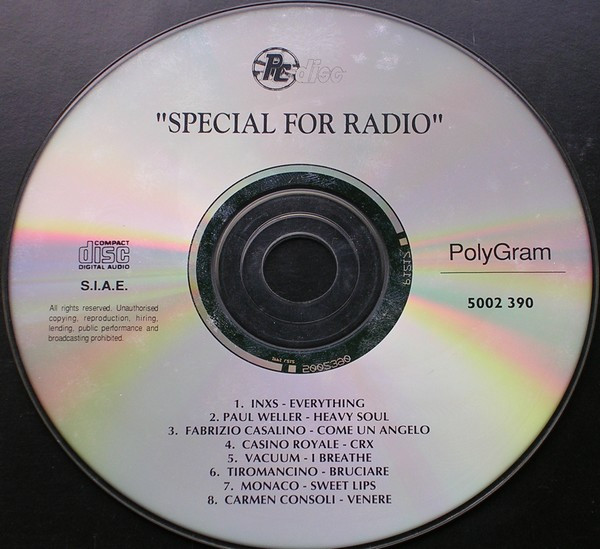 disc
"SPECIAL FOR RADIO"
COMPACT
disc
DIGITAL AUDIO
S.I.A.E.
All rights reserved. Unauthorised
copying, reproduction, hiring,
lending, public performance and
broadcasting prohibited.
PolyGram
5002 390
1. INXS - EVERYTHING
2. PAUL WELLER - HEAVY SOUL
3. FABRIZIO CASALINO - COME UN ANGELO
4. CASINO ROYALE - CRX
5. VACUUM - I BREATHE
6. TIROMANCINO - BRUCIARE
7. MONACO - SWEET LIPS
8. CARMEN CONSOLI - VENERE